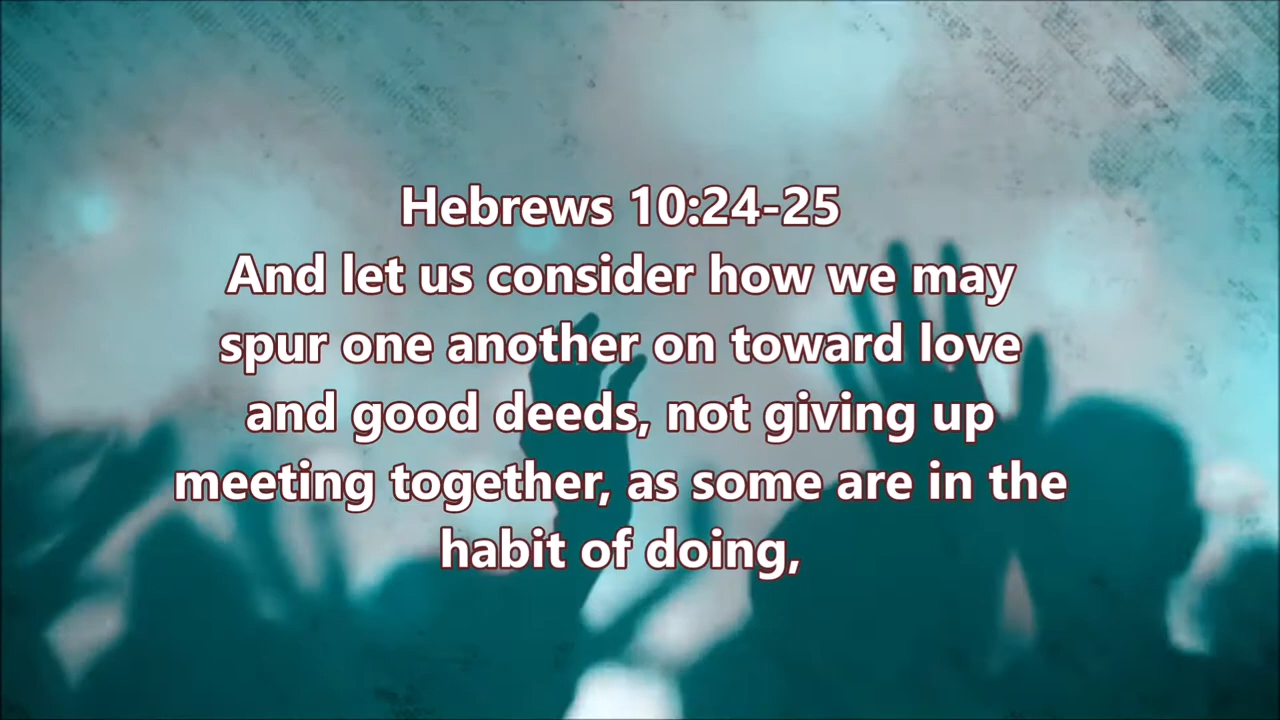 Hebrews 10:24-25
And let us consider how we may
spur one another on toward love
and good deeds, not giving up
meeting together, as some are in the
habit of doing,